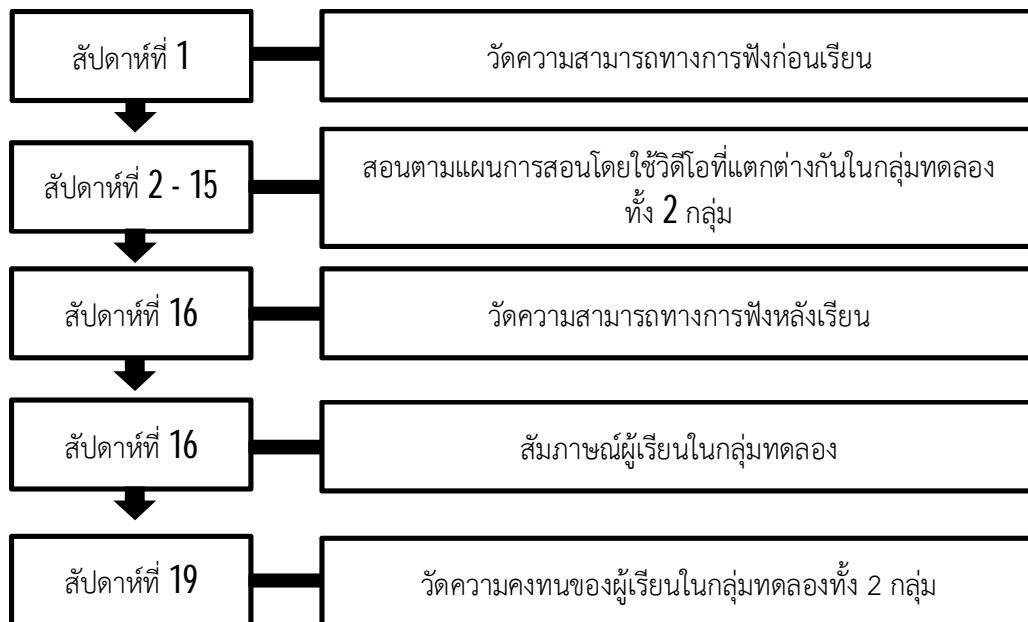 สัปดาห์ที่ 1
วัดความสามารถทางการฟังก่อนเรียน
สัปดาห์ที่ 2 - 15
สอนตามแผนการสอนโดยใช้วิดีโอที่แตกต่างกันในกลุ่มทดลอง
ทั้ง 2 กลุ่ม
สัปดาห์ที่ 16
วัดความสามารถทางการฟังหลังเรียน
สัปดาห์ที่ 16
สัมภาษณ์ผู้เรียนในกลุ่มทดลอง
สัปดาห์ที่ 19
วัดความคงทนของผู้เรียนในกลุ่มทดลองทั้ง 2 กลุ่ม